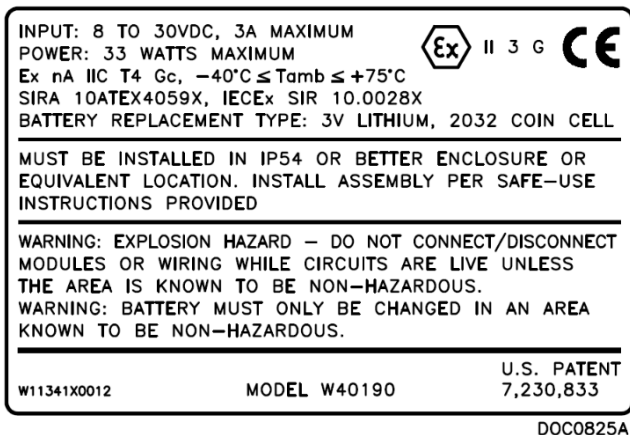 INPUT: 8 TO 30VDC, 3A MAXIMUM
POWER: 33 WATTS MAXIMUM
Ex II 3 G CE
Ex nA IIC T4 Gc, −40°C ≤ Tamb ≤ +75°C
SIRA 10ATEX4059X, IECEx SIR 10.0028X
BATTERY REPLACEMENT TYPE: 3V LITHIUM, 2032 COIN CELL
MUST BE INSTALLED IN IP54 OR BETTER ENCLOSURE OR
EQUIVALENT LOCATION. INSTALL ASSEMBLY PER SAFE−USE
INSTRUCTIONS PROVIDED
WARNING: EXPLOSION HAZARD − DO NOT CONNECT/DISCONNECT
MODULES OR WIRING WHILE CIRCUITS ARE LIVE UNLESS
THE AREA IS KNOWN TO BE NON−HAZARDOUS.
WARNING: BATTERY MUST ONLY BE CHANGED IN AN AREA
KNOWN TO BE NON−HAZARDOUS.
U.S. PATENT
W11341X0012 MODEL W40190 7,230,833
DOC0825A